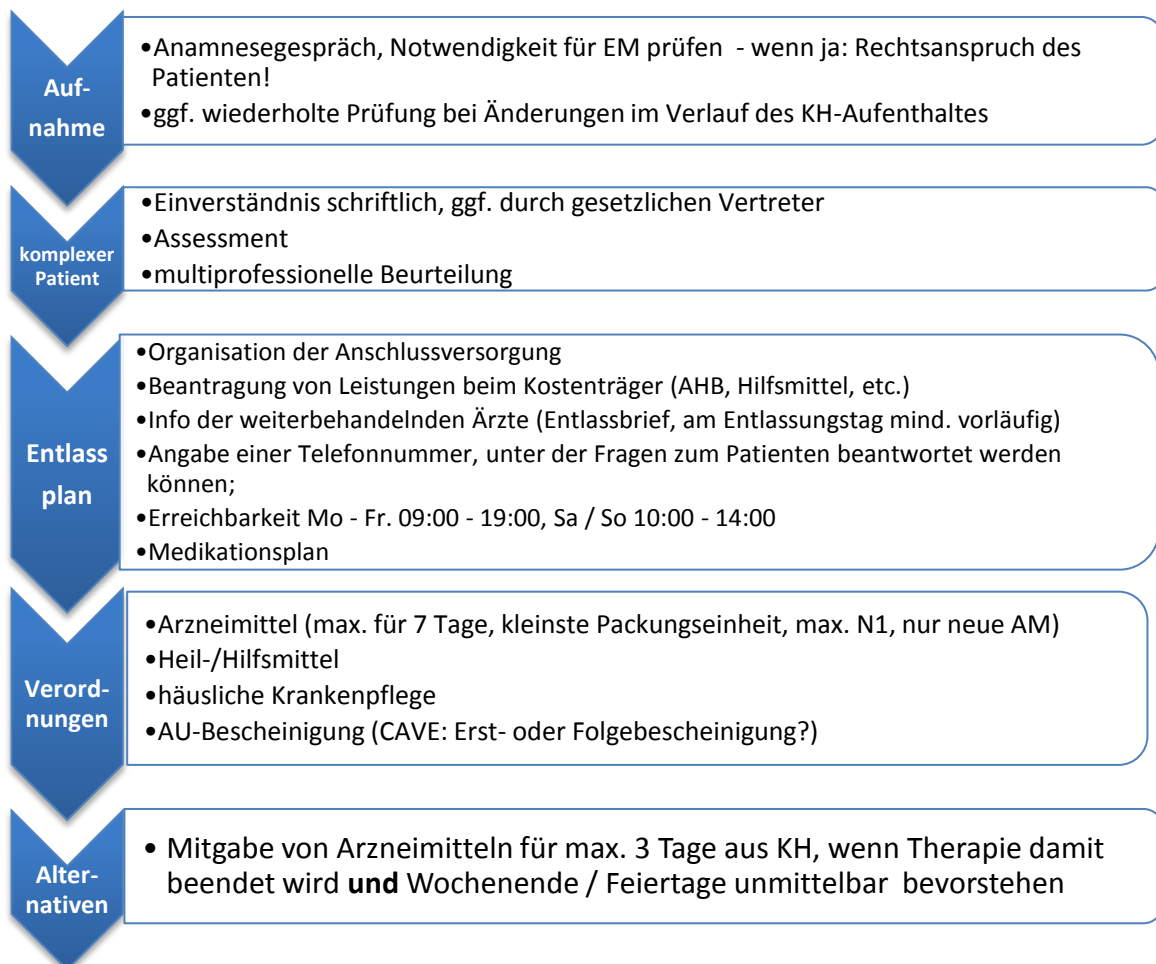 Auf-
nahme
•Anamnesegespräch, Notwendigkeit für EM prüfen - wenn ja: Rechtsanspruch des
Patienten!
•ggf. wiederholte Prüfung bei Änderungen im Verlauf des KH-Aufenthaltes
komplexer
Patient
•Einverständnis schriftlich, ggf. durch gesetzlichen Vertreter
•Assessment
•multiprofessionelle Beurteilung
Entlass
plan
•Organisation der Anschlussversorgung
•Beantragung von Leistungen beim Kostenträger (AHB, Hilfsmittel, etc.)
•Info der weiterbehandelnden Ärzte (Entlassbrief, am Entlassungstag mind. vorläufig)
•Angabe einer Telefonnummer, unter der Fragen zum Patienten beantwortet werden
können;
•Erreichbarkeit Mo - Fr. 09:00 - 19:00, Sa / So 10:00 - 14:00
•Medikationsplan
Verord-
nungen
•Arzneimittel (max. für 7 Tage, kleinste Packungseinheit, max. N1, nur neue AM)
•Heil-/Hilfsmittel
•häusliche Krankenpflege
•AU-Bescheinigung (CAVE: Erst- oder Folgebescheinigung?)
Alter-
nativen
• Mitgabe von Arzneimitteln für max. 3 Tage aus KH, wenn Therapie damit
beendet wird und Wochenende / Feiertage unmittelbar bevorstehen